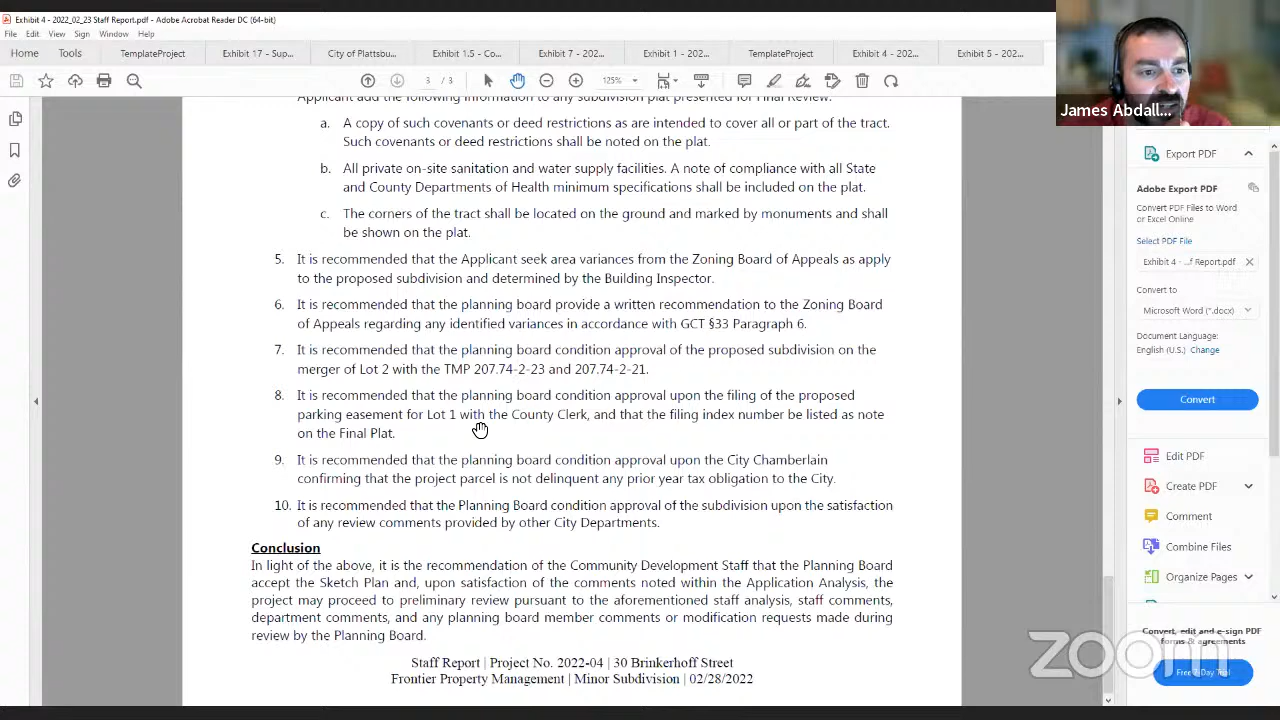 Exhibit 4 - 2022_02_23 Staff Report.pdf - Adobe Acrobat Reader DC (64-bit)
File Edit View Sign Window Help
Home Tools TemplateProject Exhibit 17 - Sup... City of Plattsbu... Exhibit 1.5 - Co... Exhibit 7 - 202... Exhibit 1 - 202... TemplateProject Exhibit 4 - 202... Exhibit 5 - 202...
3 / 3 125%
James Abdall...
Applicant add the following information to any subdivision plat presented for Final Review:
a. A copy of such covenants or deed restrictions as are intended to cover all or part of the tract.
Such covenants or deed restrictions shall be noted on the plat.
b. All private on-site sanitation and water supply facilities. A note of compliance with all State
and County Departments of Health minimum specifications shall be included on the plat.
c. The corners of the tract shall be located on the ground and marked by monuments and shall
be shown on the plat.
5. It is recommended that the Applicant seek area variances from the Zoning Board of Appeals as apply
to the proposed subdivision and determined by the Building Inspector.
6. It is recommended that the planning board provide a written recommendation to the Zoning Board
of Appeals regarding any identified variances in accordance with GCT §33 Paragraph 6.
7. It is recommended that the planning board condition approval of the proposed subdivision on the
merger of Lot 2 with the TMP 207.74-2-23 and 207.74-2-21.
8. It is recommended that the planning board condition approval upon the filing of the proposed
parking easement for Lot 1 with the County Clerk, and that the filing index number be listed as note
on the Final Plat.
9. It is recommended that the planning board condition approval upon the City Chamberlain
confirming that the project parcel is not delinquent any prior year tax obligation to the City.
10. It is recommended that the Planning Board condition approval of the subdivision upon the satisfaction
of any review comments provided by other City Departments.
Conclusion
In light of the above, it is the recommendation of the Community Development Staff that the Planning Board
accept the Sketch Plan and, upon satisfaction of the comments noted within the Application Analysis, the
project may proceed to preliminary review pursuant to the aforementioned staff analysis, staff comments,
department comments, and any planning board member comments or modification requests made during
review by the Planning Board.
Staff Report | Project No. 2022-04 | 30 Brinkerhoff Street
Frontier Property Management | Minor Subdivision | 02/28/2022
Export PDF
Adobe Export PDF
Convert PDF Files to Word
or Excel Online
Select PDF File
Exhibit 4 - ...f Report.pdf
Convert to
Microsoft Word (*.docx)
Document Language:
English (U.S.) Change
Convert
Edit PDF
Create PDF
Comment
Combine Files
Organize Pages
Convert, edit and e-sign PDF
forms & agreements
Free 7-Day Trial
zoom